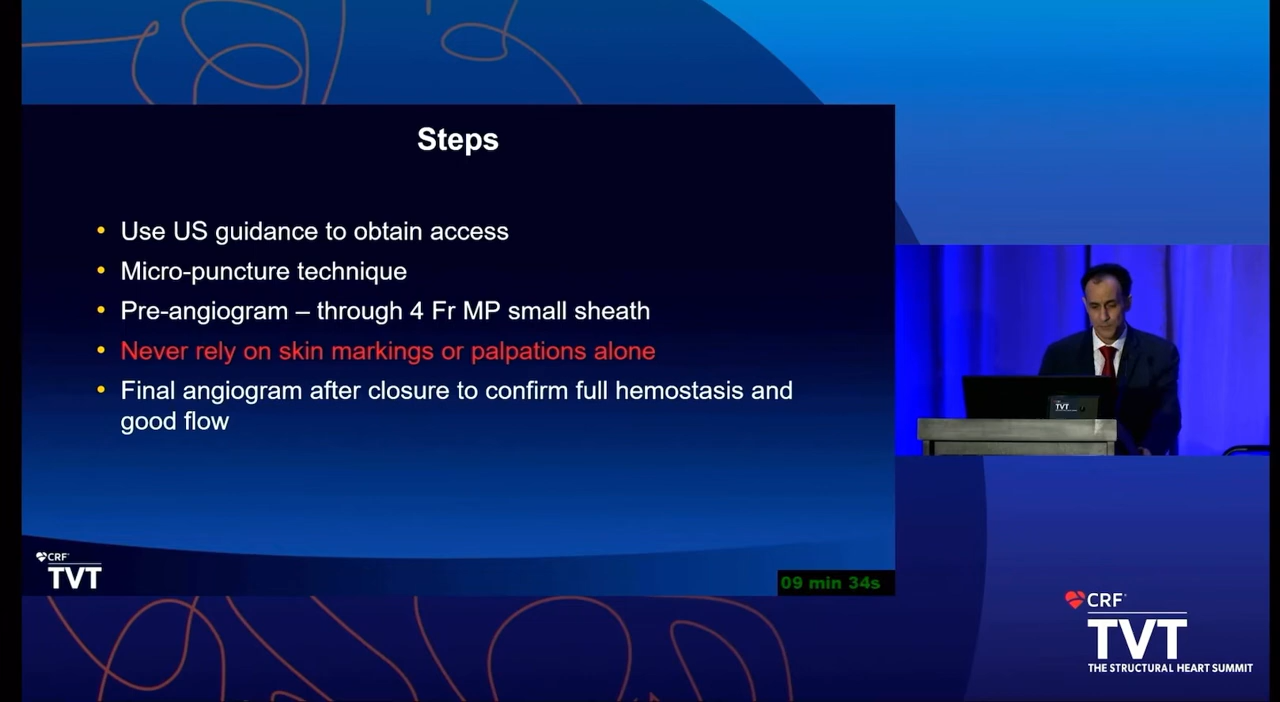 Steps
• Use US guidance to obtain access
• Micro-puncture technique
• Pre-angiogram – through 4 Fr MP small sheath
• Never rely on skin markings or palpations alone
• Final angiogram after closure to confirm full hemostasis and
good flow
CRF
TVT
09 min 34s
TVT
CRF
TVT
THE STRUCTURAL HEART SUMMIT